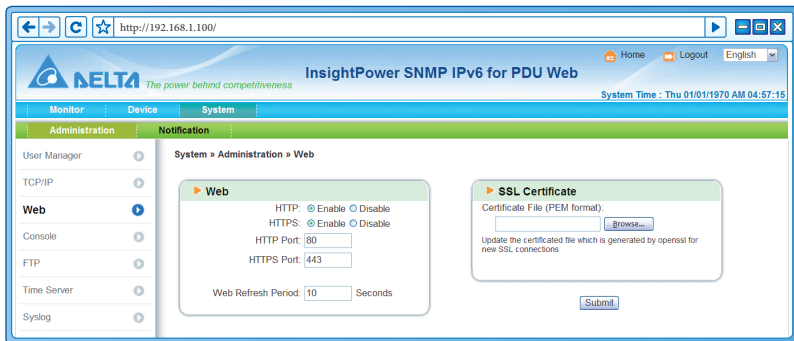 http://192.168.1.100/
Home Logout English
DELTA The power behind competitiveness
InsightPower SNMP IPv6 for PDU Web
System Time : Thu 01/01/1970 AM 04:57:15
Monitor Device System
Administration Notification
User Manager
TCP/IP
Web
Console
FTP
Time Server
Syslog
System » Administration » Web
Web
HTTP: Enable Disable
HTTPS: Enable Disable
HTTP Port: 80
HTTPS Port: 443
Web Refresh Period: 10 Seconds
SSL Certificate
Certificate File (PEM format):
Browse...
Update the certificated file which is generated by openssl for
new SSL connections.
Submit